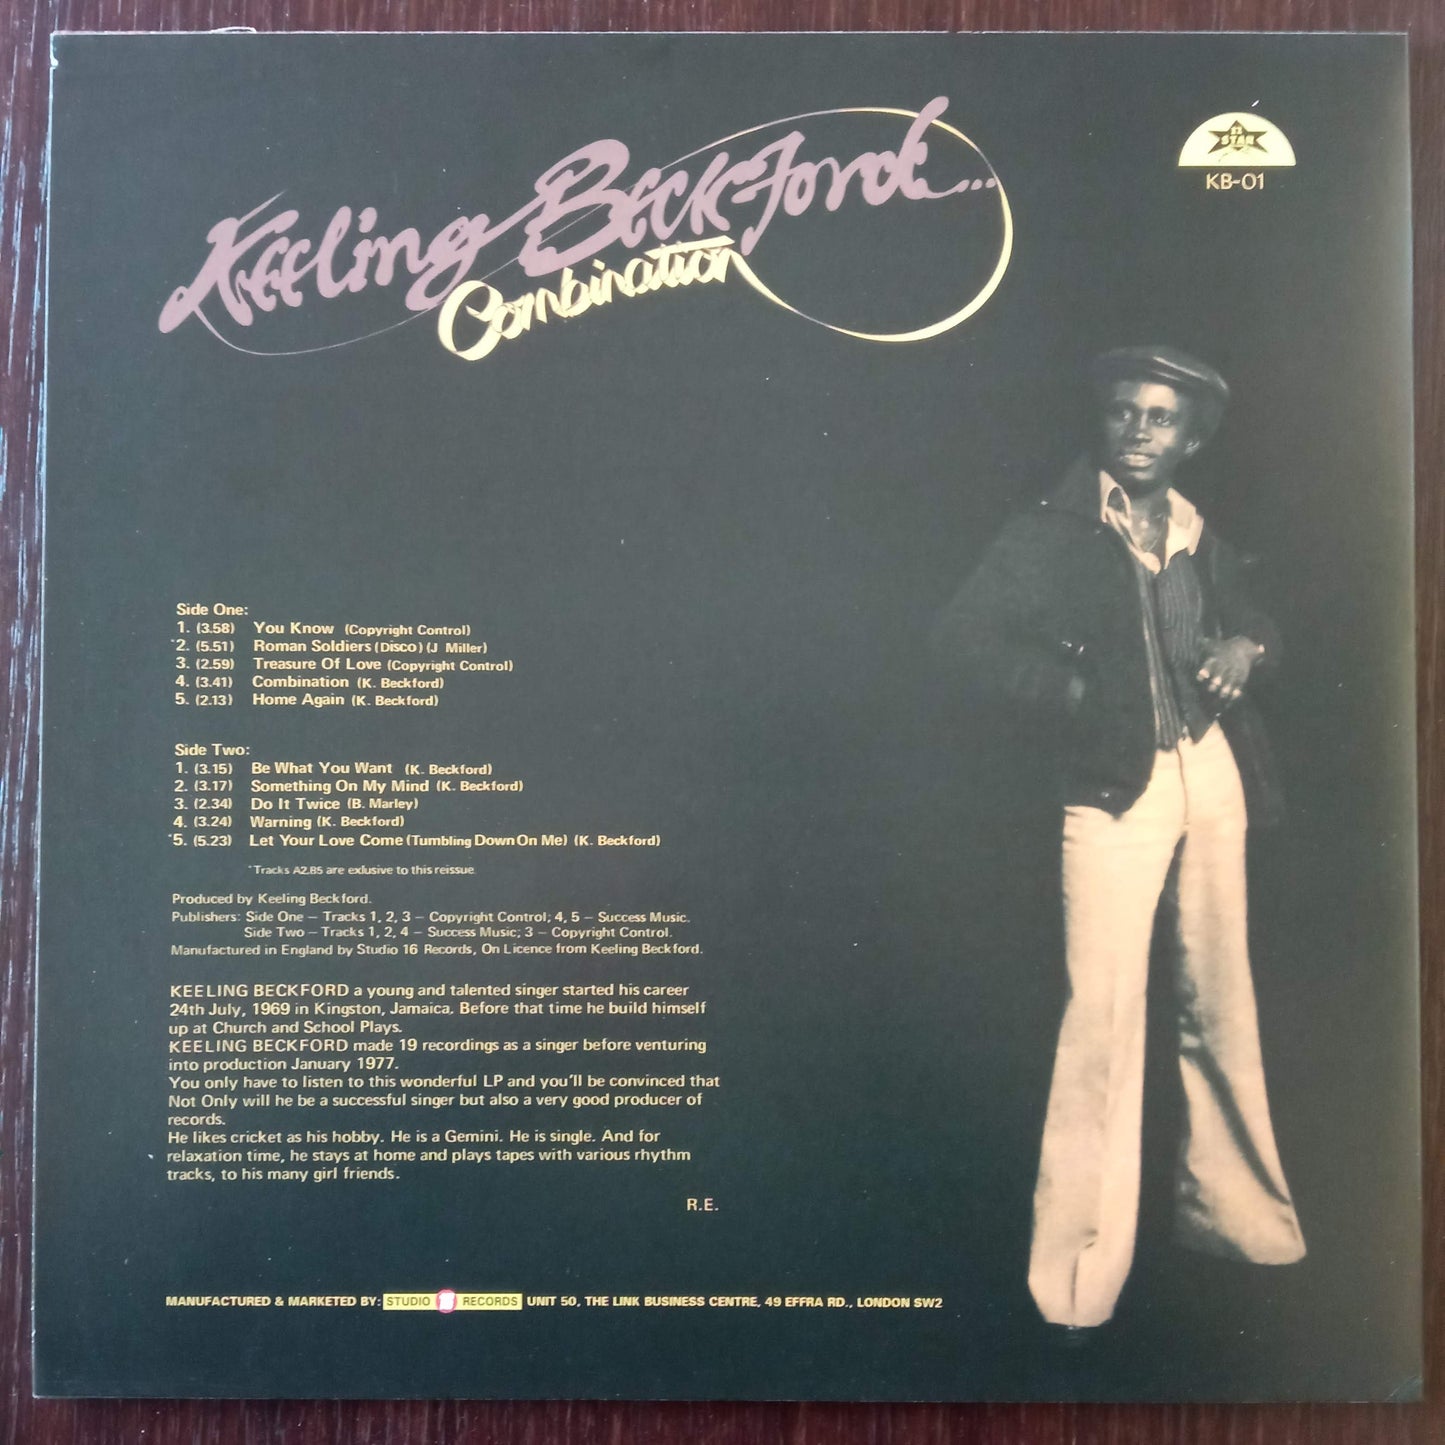 Keeling Beckford...
Combination
STAR
KB-01
Side One:
1. (3.58) You Know (Copyright Control)
*2. (5.51) Roman Soldiers (Disco) (J Miller)
3. (2.59) Treasure Of Love (Copyright Control)
4. (3.41) Combination (K. Beckford)
5. (2.13) Home Again (K. Beckford)
Side Two:
1. (3.15) Be What You Want (K. Beckford)
2. (3.17) Something On My Mind (K. Beckford)
3. (2.34) Do It Twice (B. Marley)
4. (3.24) Warning (K. Beckford)
*5. (5.23) Let Your Love Come (Tumbling Down On Me) (K. Beckford)
*Tracks A2.B5 are exlusive to this reissue
Produced by Keeling Beckford.
Publishers: Side One – Tracks 1, 2, 3 – Copyright Control; 4, 5 – Success Music.
Side Two – Tracks 1, 2, 4 – Success Music; 3 – Copyright Control.
Manufactured in England by Studio 16 Records, On Licence from Keeling Beckford.
KEELING BECKFORD a young and talented singer started his career
24th July, 1969 in Kingston, Jamaica. Before that time he build himself
up at Church and School Plays.
KEELING BECKFORD made 19 recordings as a singer before venturing
into production January 1977.
You only have to listen to this wonderful LP and you'll be convinced that
Not Only will he be a successful singer but also a very good producer of
records.
He likes cricket as his hobby. He is a Gemini. He is single. And for
relaxation time, he stays at home and plays tapes with various rhythm
tracks, to his many girl friends.
R.E.
MANUFACTURED & MARKETED BY: STUDIO 16 RECORDS UNIT 50, THE LINK BUSINESS CENTRE, 49 EFFRA RD., LONDON SW2